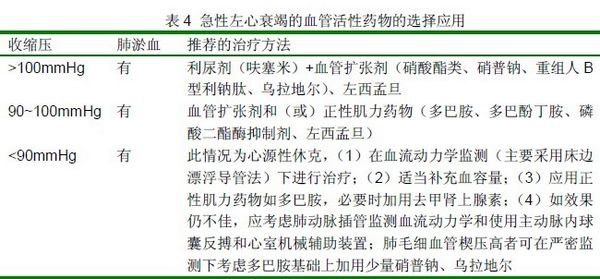 表 4 急性左心衰竭的血管活性药物的选择应用
收缩压 肺淤血 推荐的治疗方法
>100mmHg 有 利尿剂（呋塞米）+血管扩张剂（硝酸酯类、硝普钠、重组人 B
型利钠肽、乌拉地尔）、左西孟旦
90~100mmHg 有 血管扩张剂和（或）正性肌力药物（多巴胺、多巴酚丁胺、磷
酸二酯酶抑制剂、左西孟旦）
<90mmHg 有 此情况为心源性休克，（1）在血流动力学监测（主要采用床边
漂浮导管法）下进行治疗；（2）适当补充血容量；（3）应用正
性肌力药物如多巴胺，必要时加用去甲肾上腺素；（4）如效果
仍不佳，应考虑肺动脉插管监测血流动力学和使用主动脉内球
囊反搏和心室机械辅助装置；肺毛细血管楔压高者可在严密监
测下考虑多巴胺基础上加用少量硝普钠、乌拉地尔